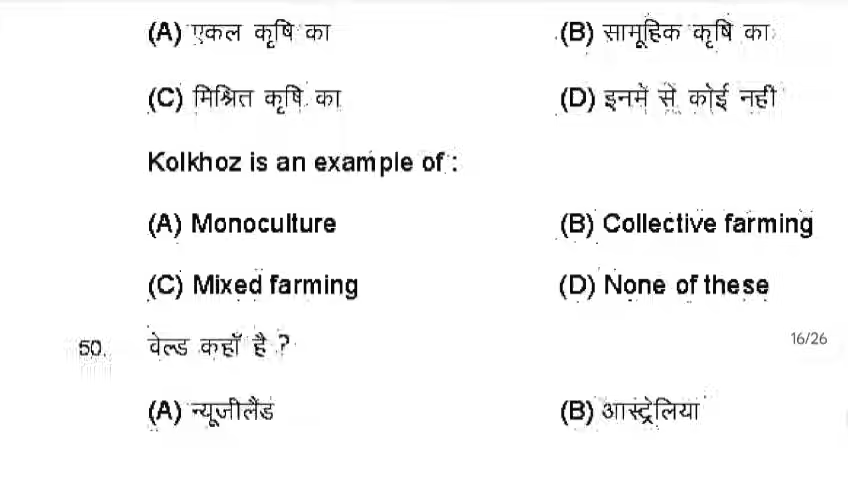 (A) एकल कृषि का (B) सामूहिक कृषि का
(C) मिश्रित कृषि का (D) इनमें से कोई नहीं
Kolkhoz is an example of :
(A) Monoculture (B) Collective farming
(C) Mixed farming (D) None of these
50. वेल्ड कहाँ है ? 16/26
(A) न्यूजीलैंड (B) आस्ट्रेलिया